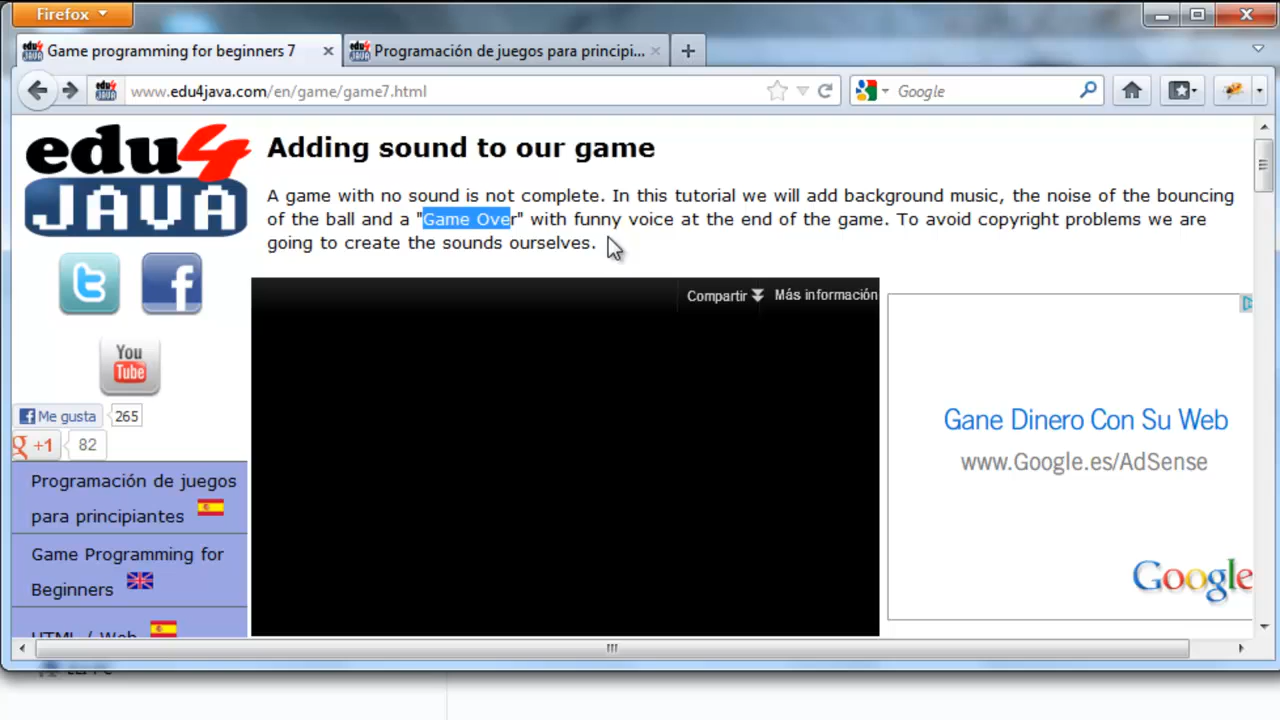 Firefox
Game programming for beginners 7
Programación de juegos para principi...
www.edu4java.com/en/game/game7.html
Google
edu4
JAVA
Adding sound to our game
A game with no sound is not complete. In this tutorial we will add background music, the noise of the bouncing
of the ball and a "Game Over" with funny voice at the end of the game. To avoid copyright problems we are
going to create the sounds ourselves.
Compartir
Más información
You
Tube
Me gusta
265
+1
82
Programación de juegos
para principiantes
Game Programming for
Beginners
HTML / Web
Gane Dinero Con Su Web
www.Google.es/AdSense
Google